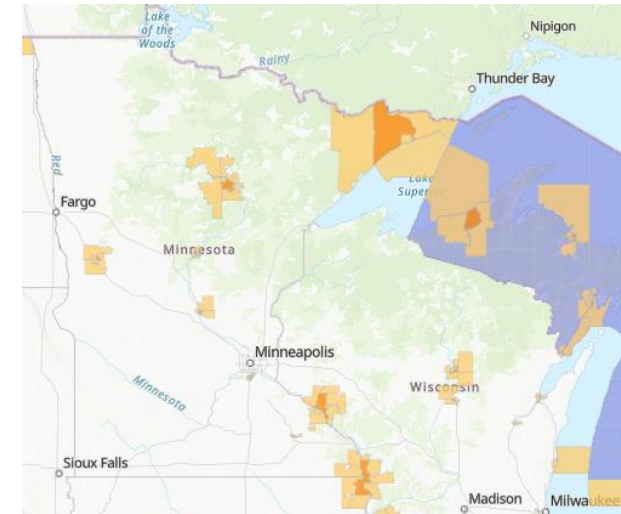 Lake
of the
Woods
Nipigon
Rainy
Thunder Bay
Lake
Superior
Red
Fargo
Minnesota
Minneapolis
Minnesota
Wisconsin
Sioux Falls
Madison
Milwaukee